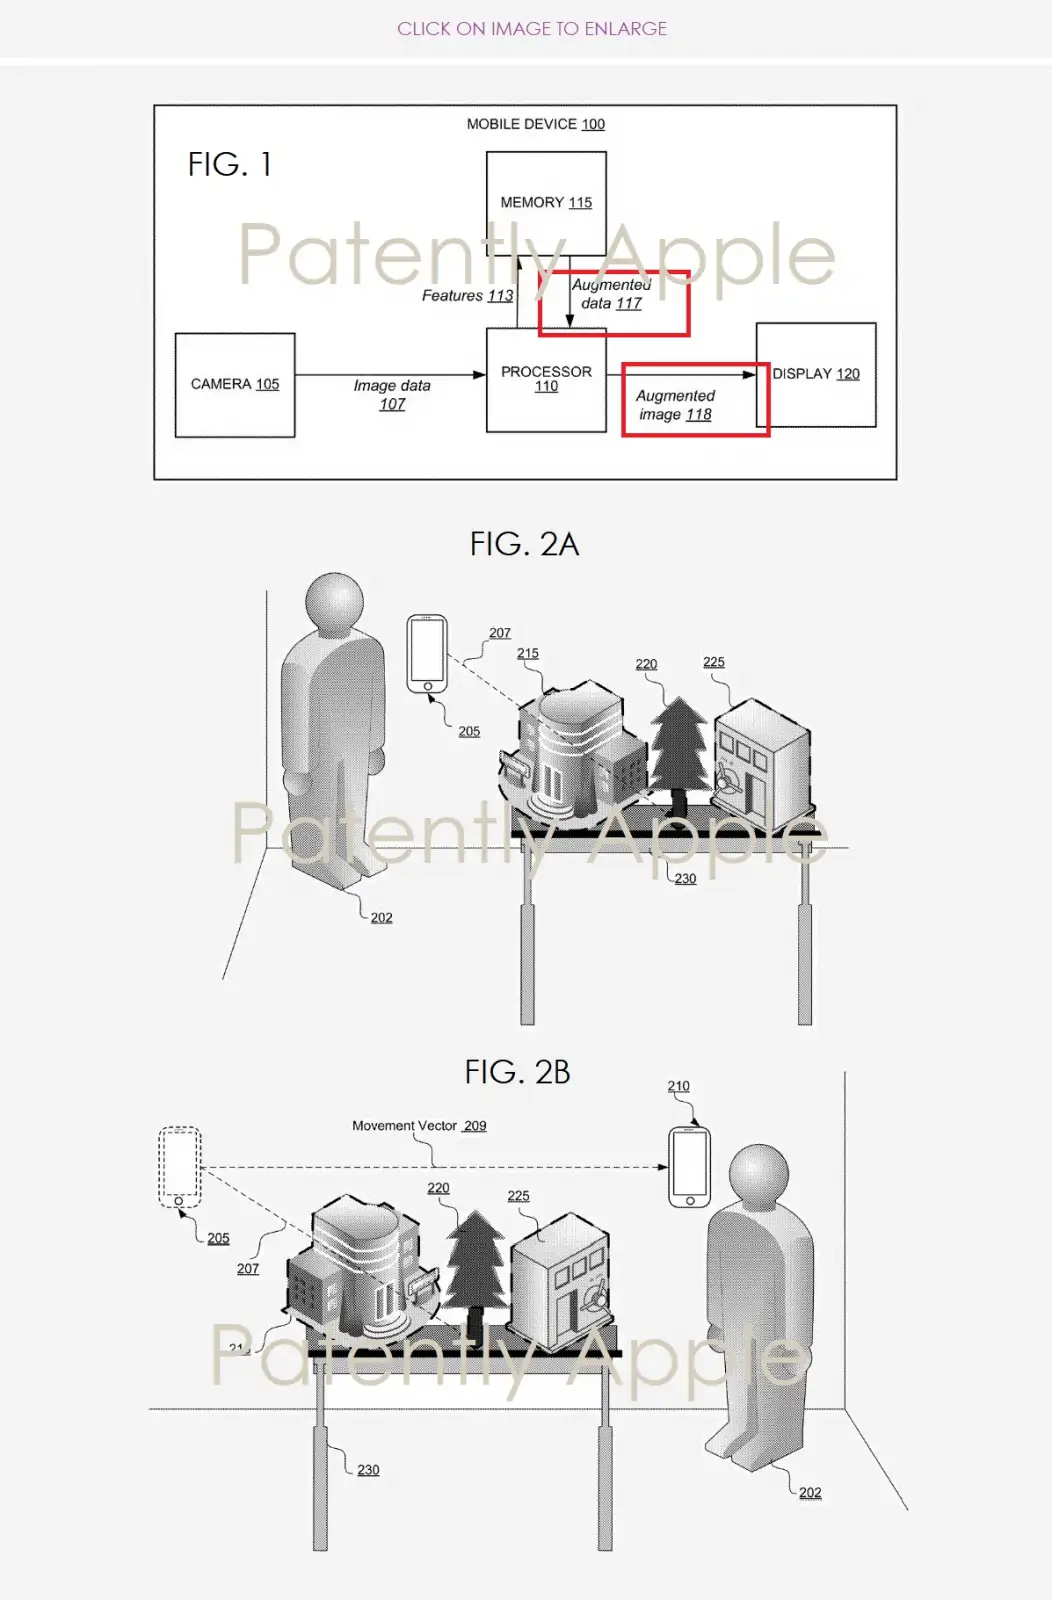 CLICK ON IMAGE TO ENLARGE
MOBILE DEVICE 100
FIG. 1
MEMORY 115
Patently Apple
Features 113
Augmented
data 117
CAMERA 105
Image data
107
PROCESSOR
110
Augmented
image 118
DISPLAY 120
FIG. 2A
207
215
220
225
205
Patently Apple
230
202
FIG. 2B
210
Movement Vector 209
220
225
205
207
Patently Apple
230
202